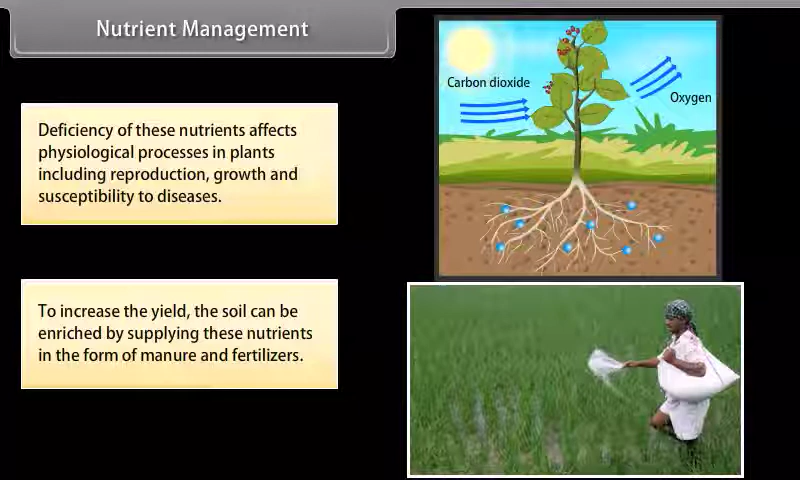 Nutrient Management
Carbon dioxide
Oxygen
Deficiency of these nutrients affects
physiological processes in plants
including reproduction, growth and
susceptibility to diseases.
To increase the yield, the soil can be
enriched by supplying these nutrients
in the form of manure and fertilizers.